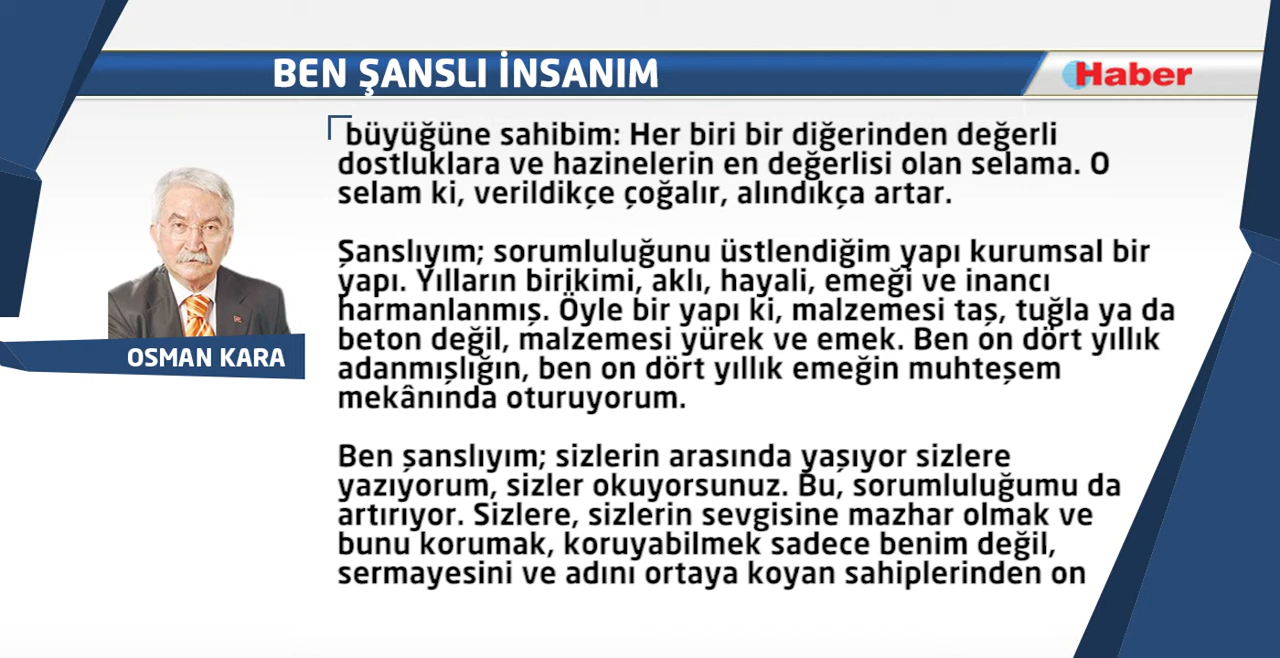 BEN ŞANSLI İNSANIM
Haber
büyüğüne sahibim: Her biri bir diğerinden değerli
dostluklara ve hazinelerin en değerlisi olan selama. O
selam ki, verildikçe çoğalır, alındıkça artar.
Şanslıyım; sorumluluğunu üstlendiğim yapı kurumsal bir
yapı. Yılların birikimi, aklı, hayali, emeği ve inancı
harmanlanmış. Öyle bir yapı ki, malzemesi taş, tuğla ya da
beton değil, malzemesi yürek ve emek. Ben on dört yıllık
adanmışlığın, ben on dört yıllık emeğin muhteşem
mekânında oturuyorum.
Ben şanslıyım; sizlerin arasında yaşıyor sizlere
yazıyorum, sizler okuyorsunuz. Bu, sorumluluğumu da
artırıyor. Sizlere, sizlerin sevgisine mazhar olmak ve
bunu korumak, koruyabilmek sadece benim değil,
sermayesini ve adını ortaya koyan sahiplerinden on
OSMAN KARA